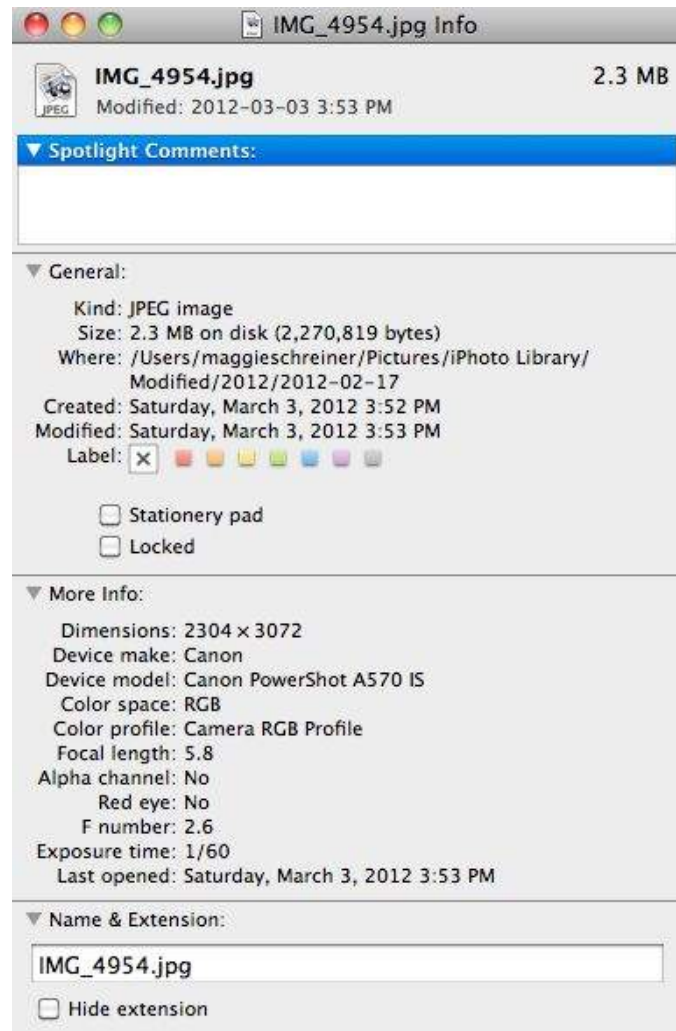 IMG_4954.jpg Info
IMG_4954.jpg 2.3 MB
JPEG Modified: 2012-03-03 3:53 PM
▼ Spotlight Comments:
▼ General:
Kind: JPEG image
Size: 2.3 MB on disk (2,270,819 bytes)
Where: /Users/maggieschreiner/Pictures/iPhoto Library/
Modified/2012/2012-02-17
Created: Saturday, March 3, 2012 3:52 PM
Modified: Saturday, March 3, 2012 3:53 PM
Label:
Stationery pad
Locked
▼ More Info:
Dimensions: 2304 × 3072
Device make: Canon
Device model: Canon PowerShot A570 IS
Color space: RGB
Color profile: Camera RGB Profile
Focal length: 5.8
Alpha channel: No
Red eye: No
F number: 2.6
Exposure time: 1/60
Last opened: Saturday, March 3, 2012 3:53 PM
▼ Name & Extension:
IMG_4954.jpg
Hide extension